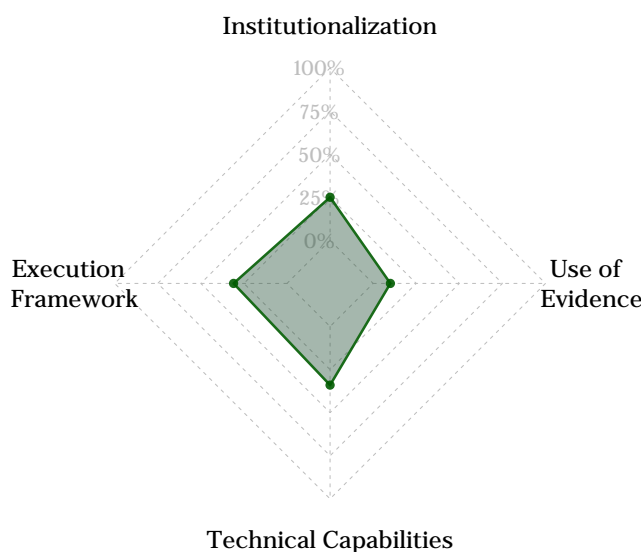 Institutionalization
100%
75%
50%
25%
0%
Execution
Framework
Use of
Evidence
Technical Capabilities